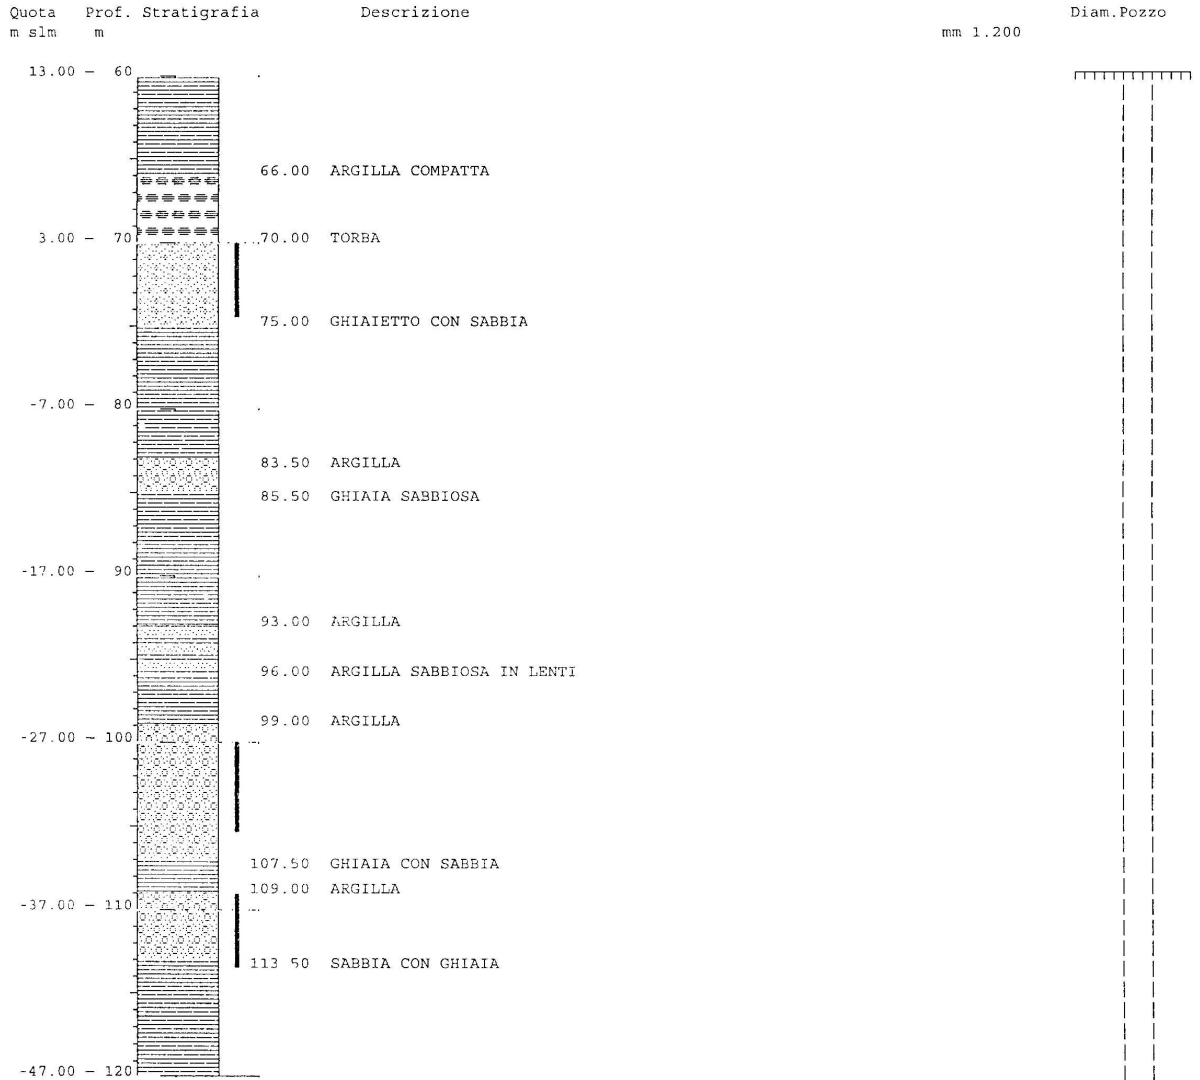 Quota Prof. Stratigrafia Descrizione Diam.Pozzo
m slm m mm 1.200
13.00 – 60
66.00 ARGILLA COMPATTA
3.00 – 70 70.00 TORBA
75.00 GHIAIETTO CON SABBIA
-7.00 – 80
83.50 ARGILLA
85.50 GHIAIA SABBIOSA
-17.00 – 90
93.00 ARGILLA
96.00 ARGILLA SABBIOSA IN LENTI
99.00 ARGILLA
-27.00 – 100
107.50 GHIAIA CON SABBIA
109.00 ARGILLA
-37.00 – 110
113.50 SABBIA CON GHIAIA
-47.00 – 120